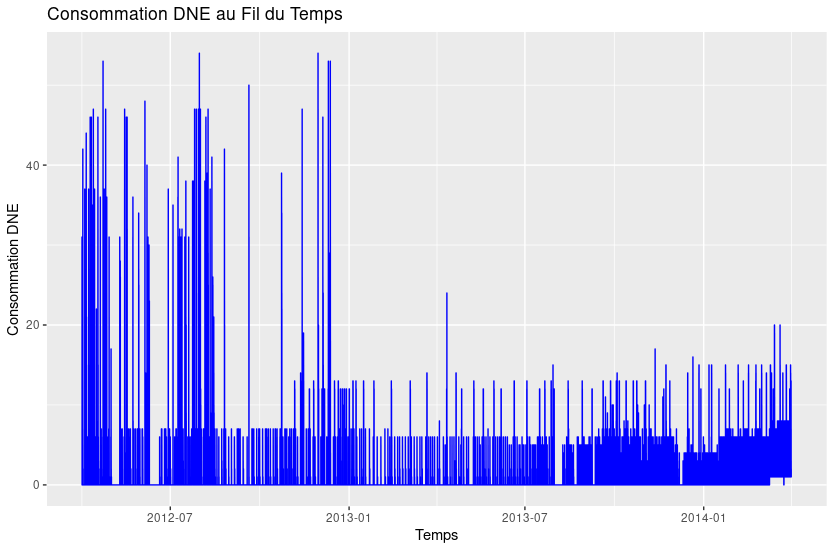 Consommation DNE au Fil du Temps
Consommation DNE
40
20
0
2012-07
2013-01
2013-07
2014-01
Temps